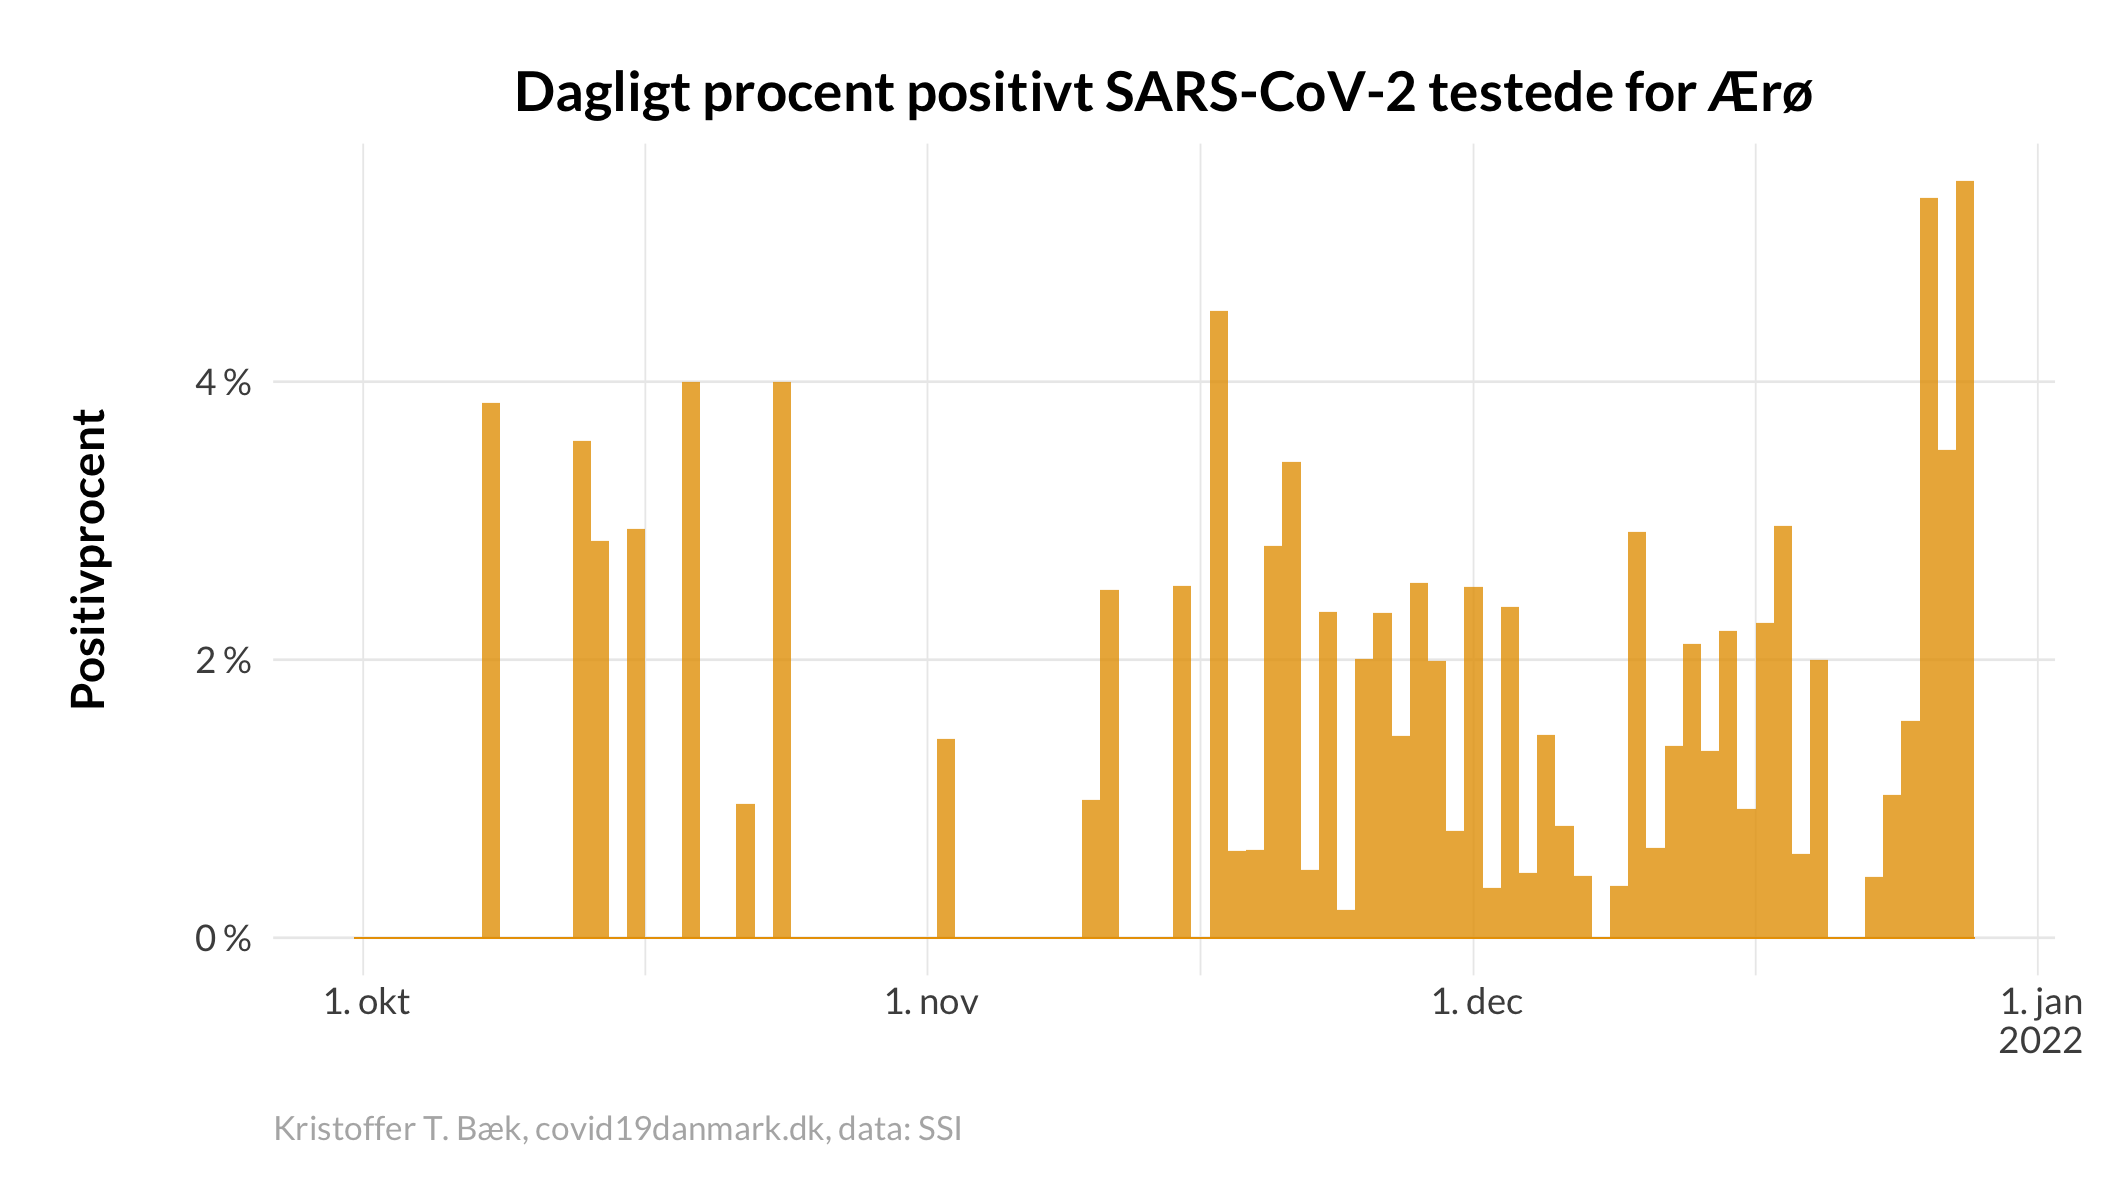 Dagligt procent positivt SARS-CoV-2 testede for Ærø
Positivprocent
4 %
2 %
0 %
1. okt
1. nov
1. dec
1. jan
2022
Kristoffer T. Bæk, covid19danmark.dk, data: SSI